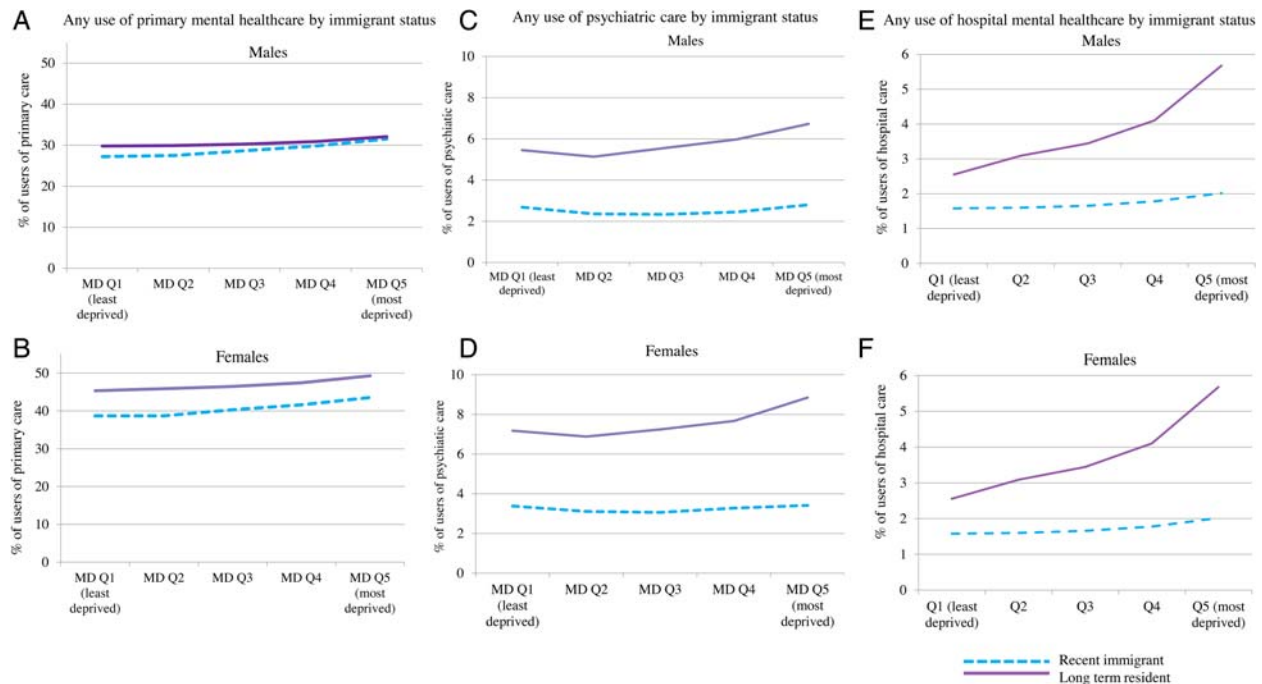 A
Any use of primary mental healthcare by immigrant status
Males
% of users of primary care
50
40
30
20
10
0
MD Q1
(least
deprived)
MD Q2
MD Q3
MD Q4
MD Q5
(most
deprived)
B
Females
% of users of primary care
50
40
30
20
10
0
MD Q1
(least
deprived)
MD Q2
MD Q3
MD Q4
MD Q5
(most
deprived)
C
Any use of psychiatric care by immigrant status
Males
% of users of psychiatic care
10
8
6
4
2
0
MD Q1 (least
deprived)
MD Q2
MD Q3
MD Q4
MD Q5 (most
deprived)
D
Females
% of users of psychiatric care
10
8
6
4
2
0
MD Q1
(least
deprived)
MD Q2
MD Q3
MD Q4
MD Q5
(most
deprived)
E
Any use of hospital mental healthcare by immigrant status
Males
% of users of hospital care
6
5
4
3
2
1
0
Q1 (least
deprived)
Q2
Q3
Q4
Q5 (most
deprived)
F
Females
% of users of hospital care
6
5
4
3
2
1
0
Q1 (least
deprived)
Q2
Q3
Q4
Q5 (most
deprived)
Recent immigrant
Long term resident